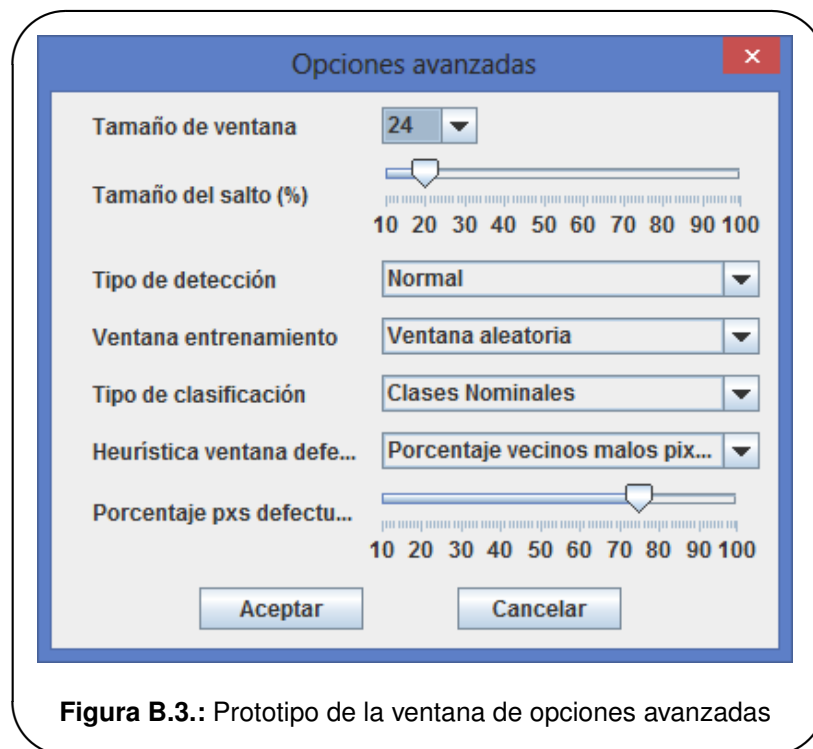 Opciones avanzadas
Tamaño de ventana 24
Tamaño del salto (%)
10 20 30 40 50 60 70 80 90 100
Tipo de detección Normal
Ventana entrenamiento Ventana aleatoria
Tipo de clasificación Clases Nominales
Heurística ventana defe... Porcentaje vecinos malos pix...
Porcentaje pxs defectu...
10 20 30 40 50 60 70 80 90 100
Aceptar Cancelar
Figura B.3.: Prototipo de la ventana de opciones avanzadas